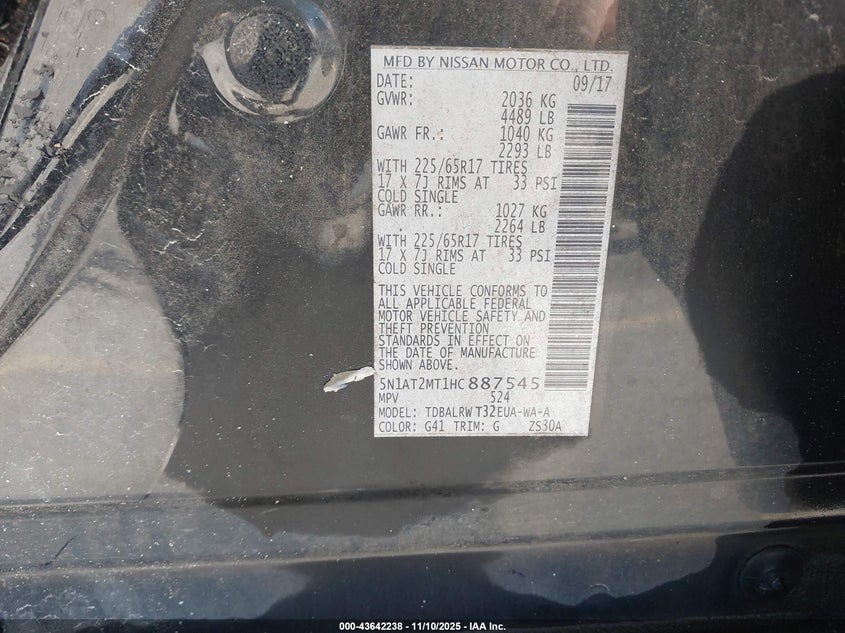 MFD BY NISSAN MOTOR CO., LTD.
DATE: 09/17
GVWR: 2036 KG
4489 LB
GAWR FR.: 1040 KG
2293 LB
WITH 225/65R17 TIRES
17 X 7J RIMS AT 33 PSI
COLD SINGLE
GAWR RR.: 1027 KG
. 2264 LB
WITH 225/65R17 TIRES
17 X 7J RIMS AT 33 PSI
COLD SINGLE
THIS VEHICLE CONFORMS TO
ALL APPLICABLE FEDERAL
MOTOR VEHICLE SAFETY AND
THEFT PREVENTION
STANDARDS IN EFFECT ON
THE DATE OF MANUFACTURE
SHOWN ABOVE.
5N1AT2MT1HC887545
MPV 524
MODEL: TDBALRW T32EUA-WA-A
COLOR: G41 TRIM: G ZS30A
000-43642238 - 11/10/2025 - IAA Inc.